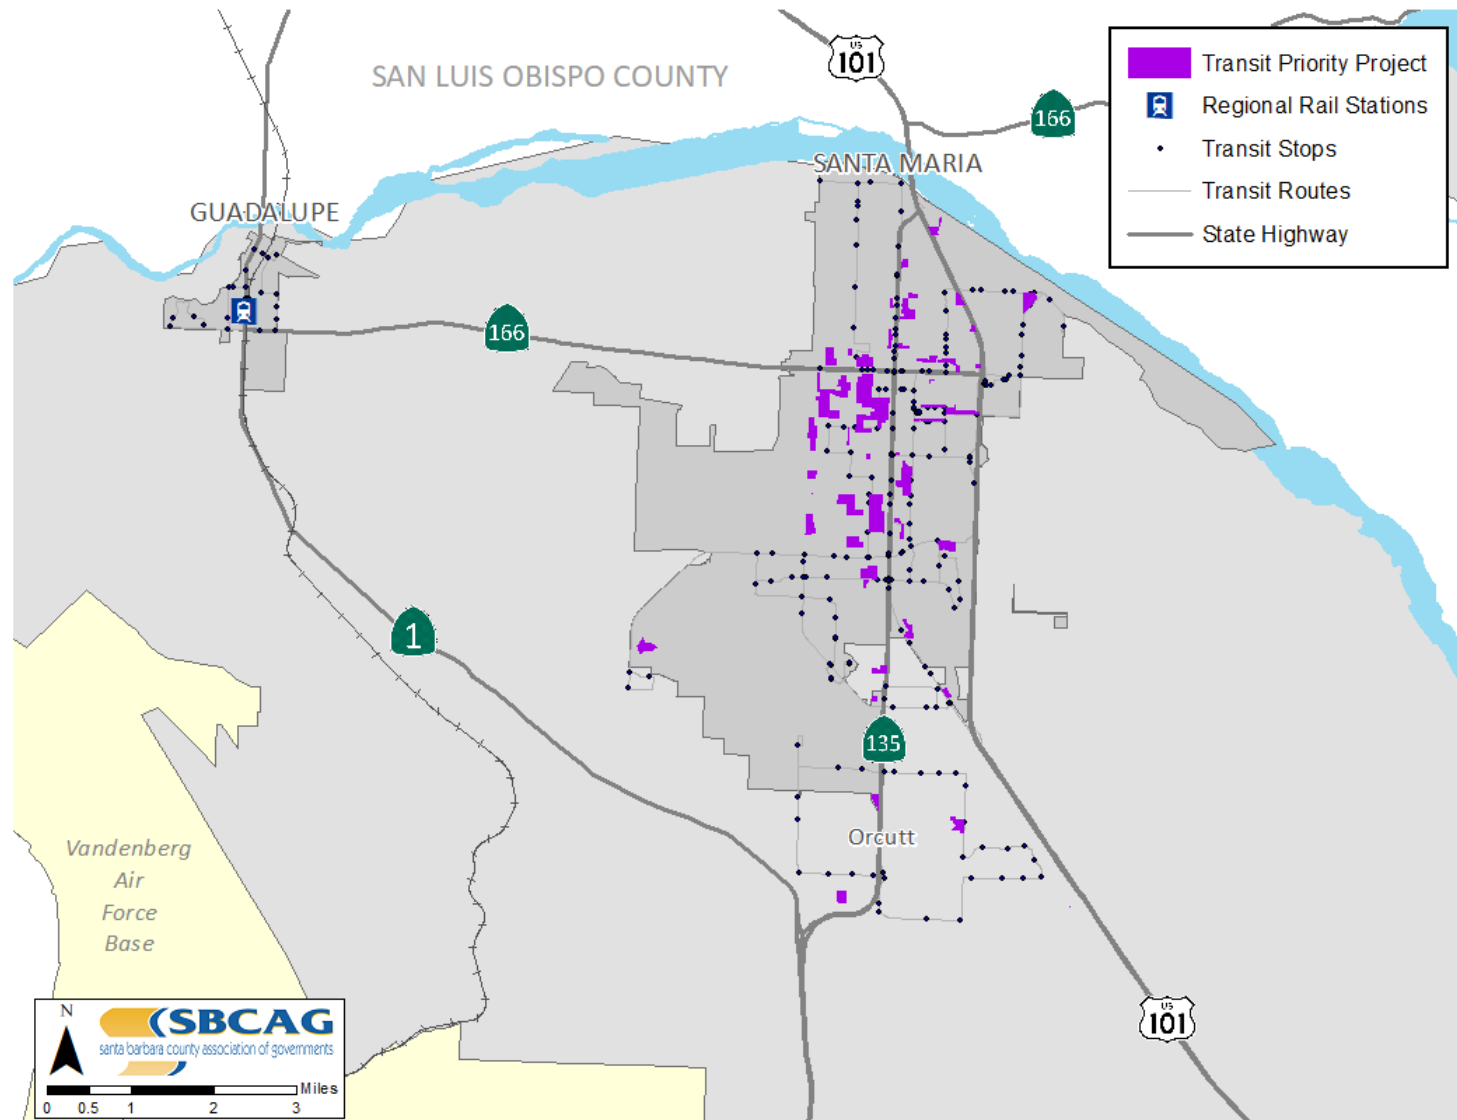 SAN LUIS OBISPO COUNTY
US
101
166
Transit Priority Project
Regional Rail Stations
Transit Stops
Transit Routes
State Highway
SANTA MARIA
GUADALUPE
166
1
135
Orcutt
Vandenberg
Air
Force
Base
US
101
N
SBCAG
santa barbara county association of governments
Miles
0 0.5 1 2 3